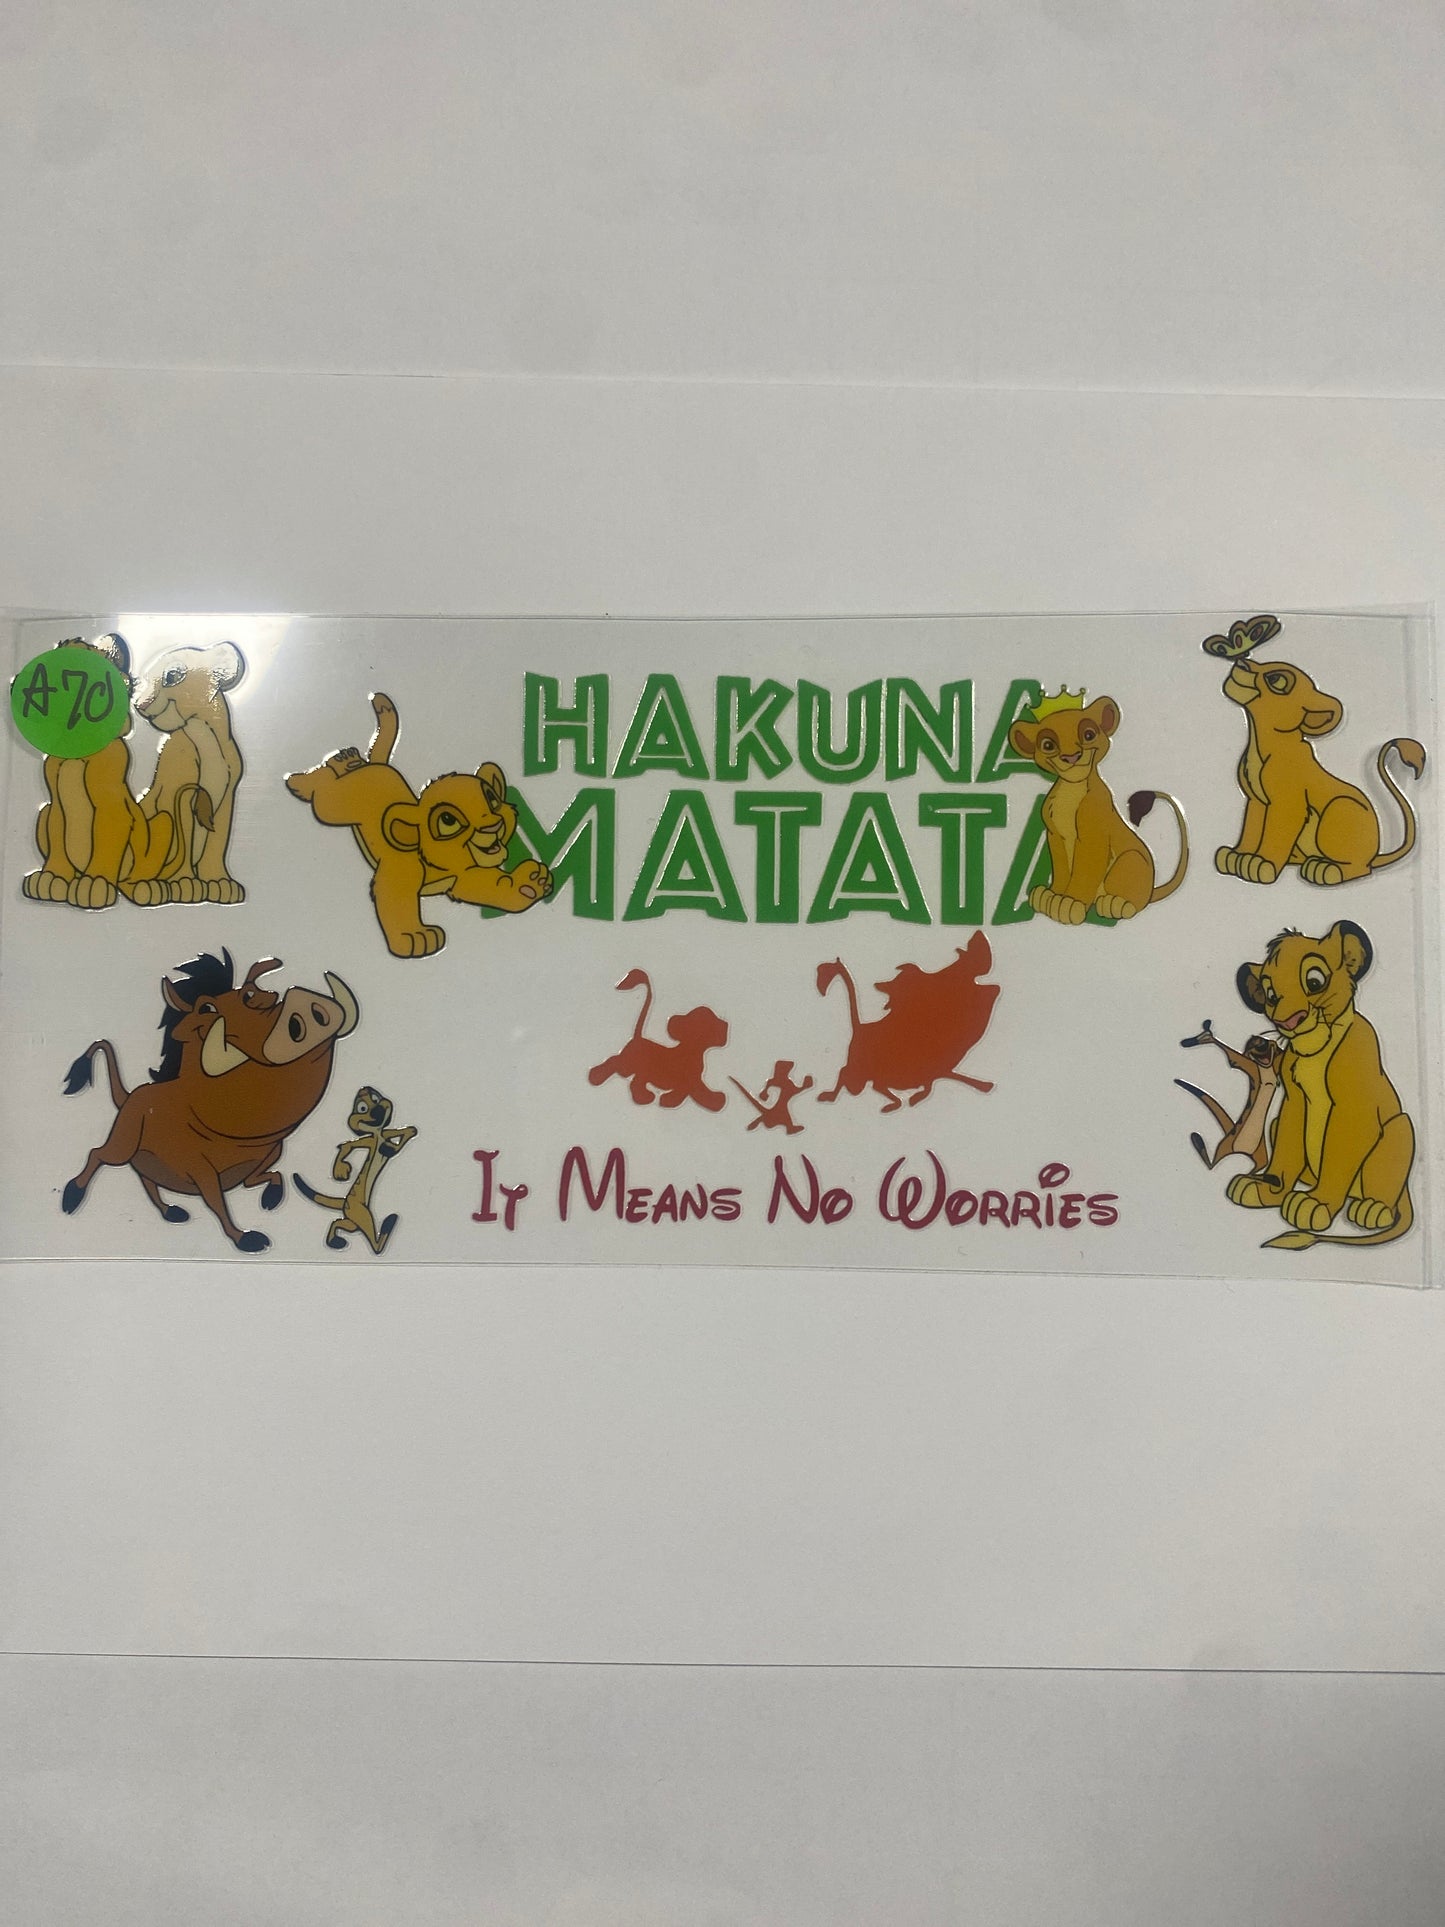 A70
HAKUNA
MATATA
IT MEANS NO WORRIES